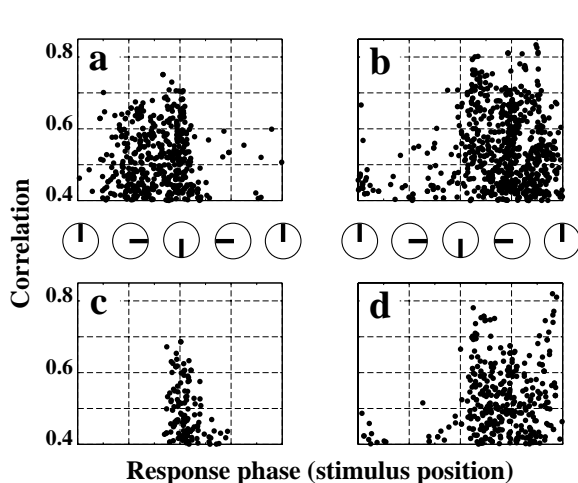 a
b
0.8
0.6
0.4
Correlation
c
d
0.8
0.6
0.4
Response phase (stimulus position)